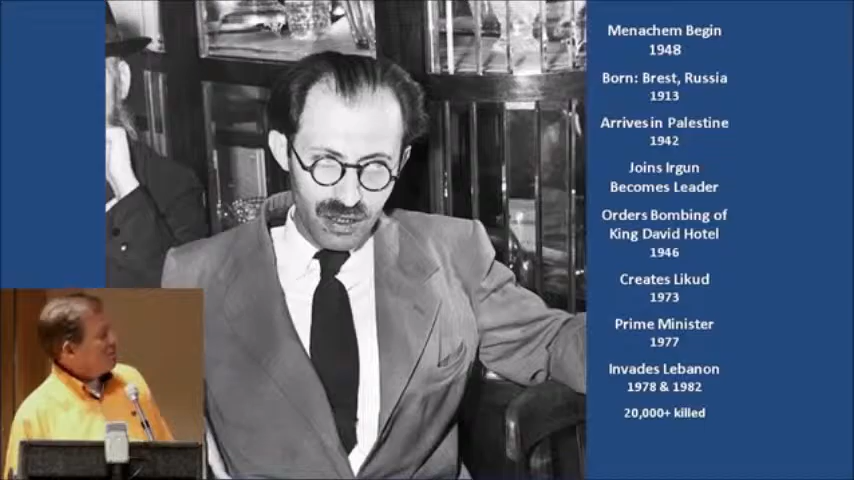 Menachem Begin
1948
Born: Brest, Russia
1913
Arrives in Palestine
1942
Joins Irgun
Becomes Leader
Orders Bombing of
King David Hotel
1946
Creates Likud
1973
Prime Minister
1977
Invades Lebanon
1978 & 1982
20,000+ killed